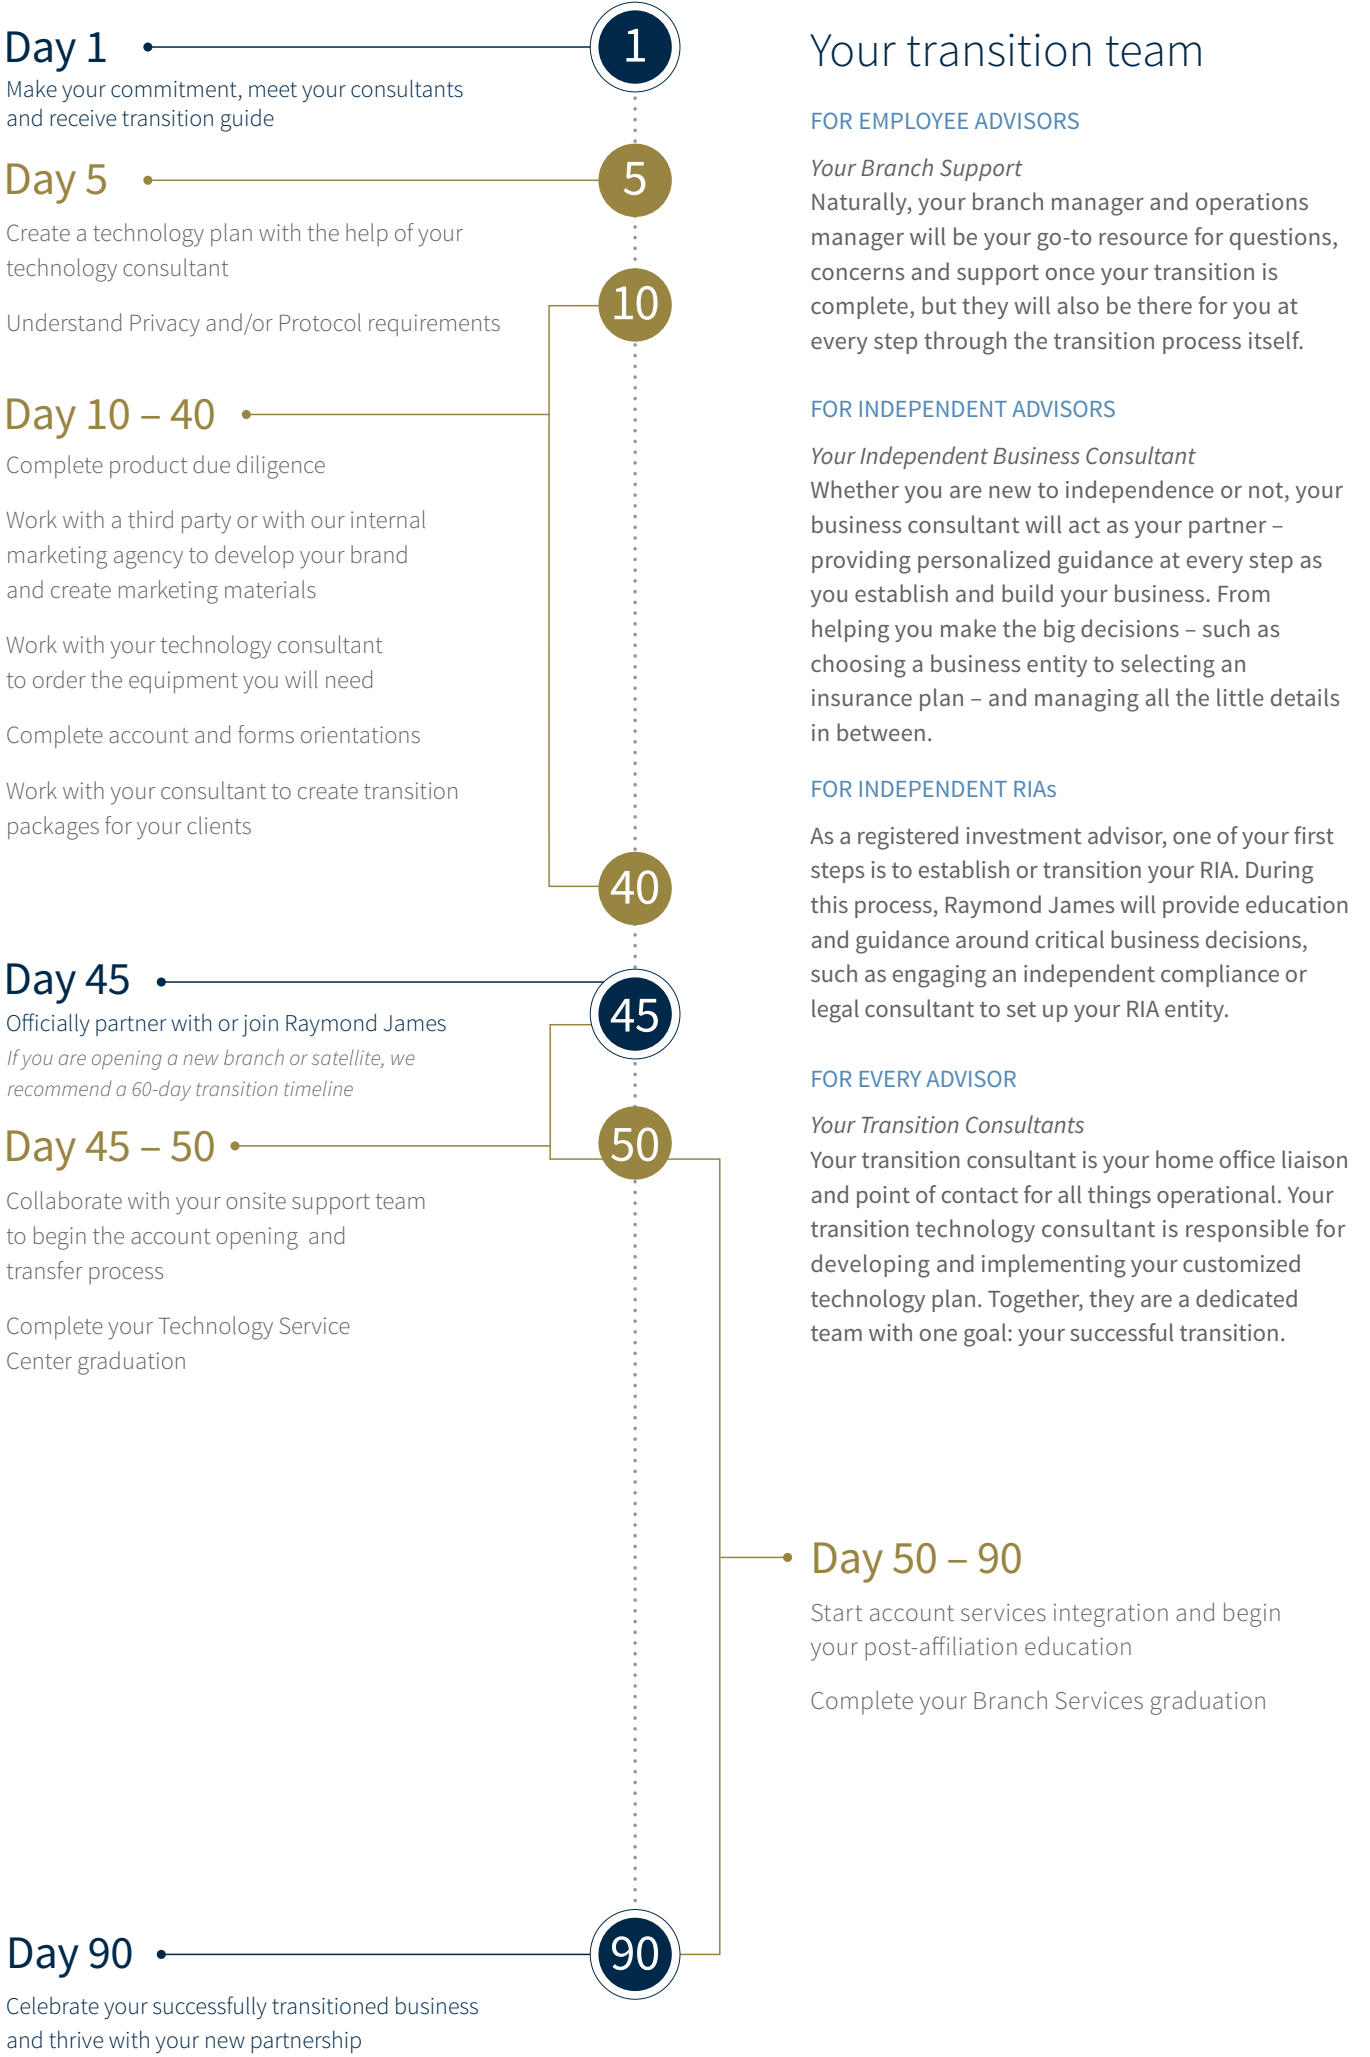 Day 1
1
Make your commitment, meet your consultants
and receive transition guide
Day 5
5
Create a technology plan with the help of your
technology consultant
Understand Privacy and/or Protocol requirements
10
Day 10 – 40
Complete product due diligence
Work with a third party or with our internal
marketing agency to develop your brand
and create marketing materials
Work with your technology consultant
to order the equipment you will need
Complete account and forms orientations
Work with your consultant to create transition
packages for your clients
40
Day 45
45
Officially partner with or join Raymond James
If you are opening a new branch or satellite, we
recommend a 60-day transition timeline
Day 45 – 50
50
Collaborate with your onsite support team
to begin the account opening and
transfer process
Complete your Technology Service
Center graduation
Day 90
90
Celebrate your successfully transitioned business
and thrive with your new partnership
Your transition team
FOR EMPLOYEE ADVISORS
Your Branch Support
Naturally, your branch manager and operations
manager will be your go-to resource for questions,
concerns and support once your transition is
complete, but they will also be there for you at
every step through the transition process itself.
FOR INDEPENDENT ADVISORS
Your Independent Business Consultant
Whether you are new to independence or not, your
business consultant will act as your partner –
providing personalized guidance at every step as
you establish and build your business. From
helping you make the big decisions – such as
choosing a business entity to selecting an
insurance plan – and managing all the little details
in between.
FOR INDEPENDENT RIAs
As a registered investment advisor, one of your first
steps is to establish or transition your RIA. During
this process, Raymond James will provide education
and guidance around critical business decisions,
such as engaging an independent compliance or
legal consultant to set up your RIA entity.
FOR EVERY ADVISOR
Your Transition Consultants
Your transition consultant is your home office liaison
and point of contact for all things operational. Your
transition technology consultant is responsible for
developing and implementing your customized
technology plan. Together, they are a dedicated
team with one goal: your successful transition.
Day 50 – 90
Start account services integration and begin
your post-affiliation education
Complete your Branch Services graduation